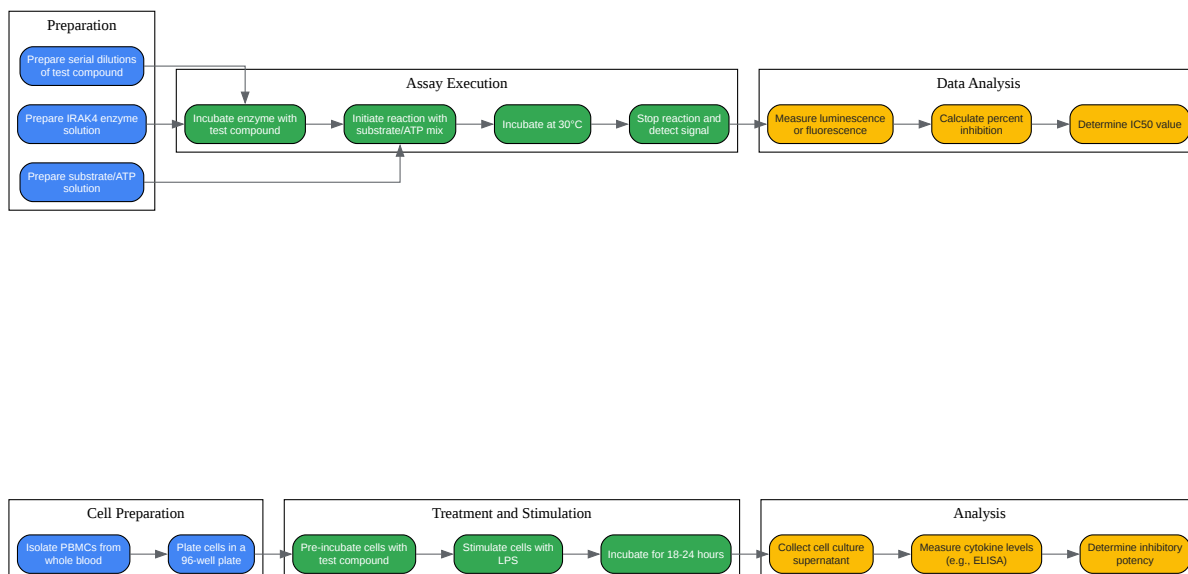 Preparation
Prepare serial dilutions
of test compound
Prepare IRAK4 enzyme
solution
Prepare substrate/ATP
solution
Assay Execution
Incubate enzyme with
test compound
Initiate reaction with
substrate/ATP mix
Incubate at 30°C
Stop reaction and
detect signal
Data Analysis
Measure luminescence
or fluorescence
Calculate percent
inhibition
Determine IC50 value
Cell Preparation
Isolate PBMCs from
whole blood
Plate cells in a
96-well plate
Treatment and Stimulation
Pre-incubate cells with
test compound
Stimulate cells with
LPS
Incubate for 18-24 hours
Analysis
Collect cell culture
supernatant
Measure cytokine levels
(e.g., ELISA)
Determine inhibitory
potency